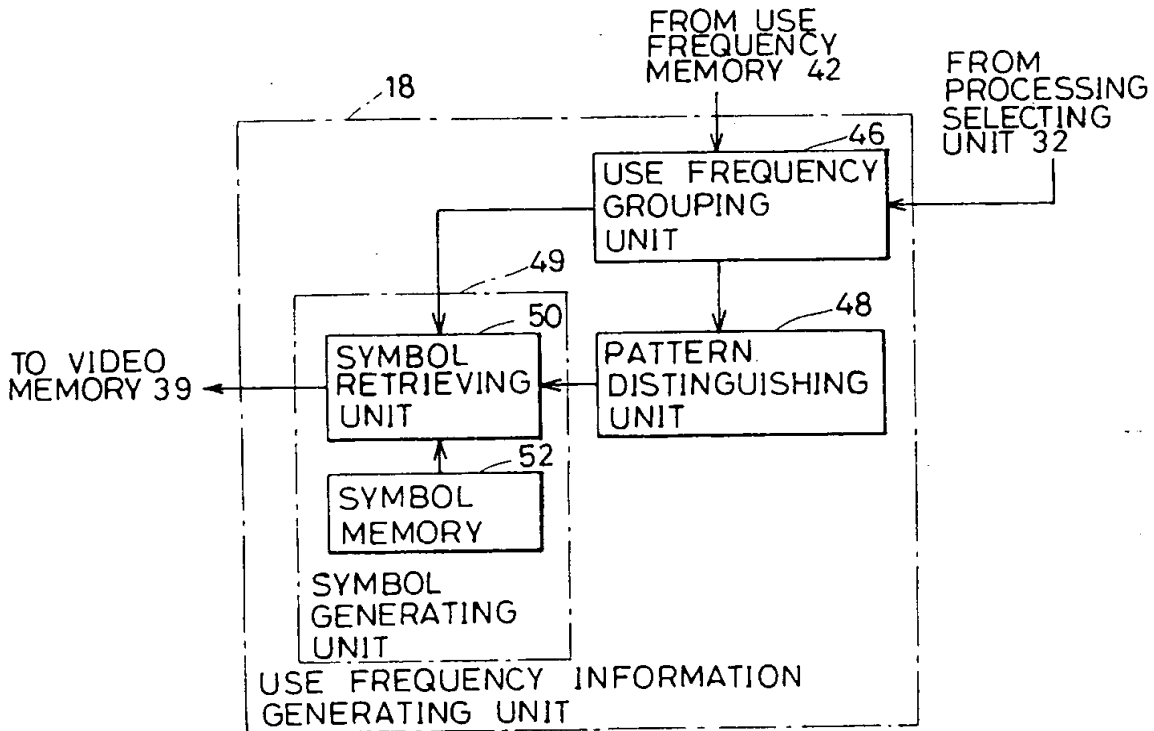 FROM USE
FREQUENCY
MEMORY 42
FROM
PROCESSING
SELECTING
UNIT 32
18
46
USE FREQUENCY
GROUPING
UNIT
49
50
SYMBOL
RETRIEVING
UNIT
48
PATTERN
DISTINGUISHING
UNIT
TO VIDEO
MEMORY 39
52
SYMBOL
MEMORY
SYMBOL
GENERATING
UNIT
USE FREQUENCY INFORMATION
GENERATING UNIT